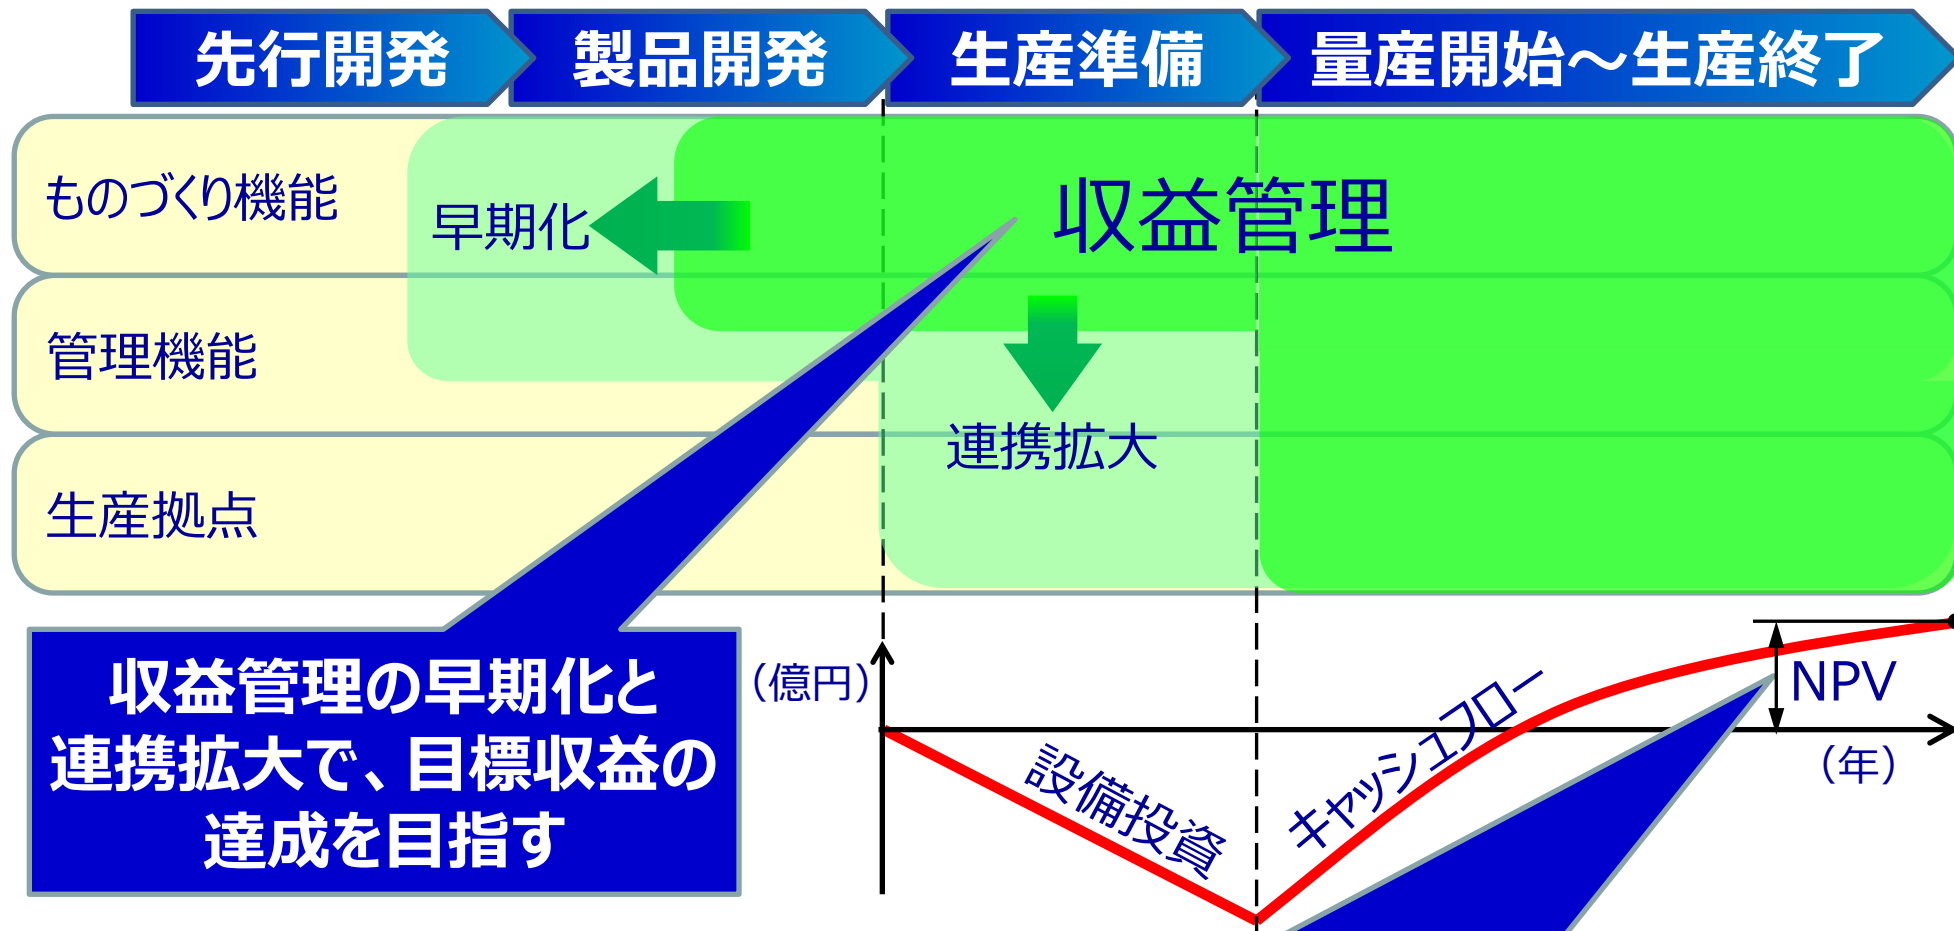 先行開発
製品開発
生産準備
量産開始～生産終了
ものづくり機能
早期化
収益管理
管理機能
連携拡大
生産拠点
収益管理の早期化と
連携拡大で、目標収益の
達成を目指す
（億円）
設備投資
キャッシュフロー
NPV
（年）